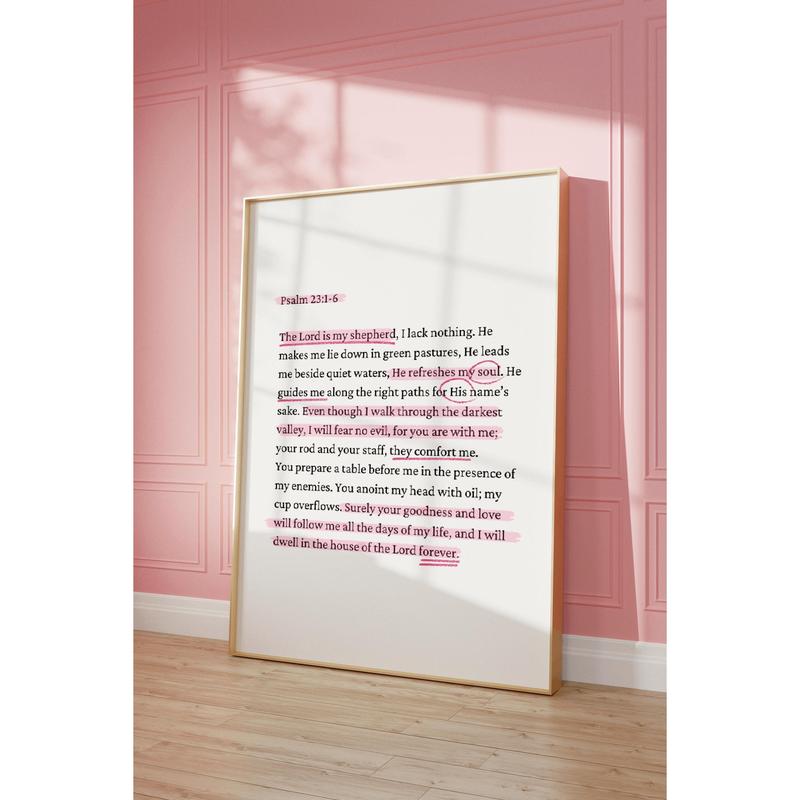 Psalm 23:1-6
The Lord is my shepherd, I lack nothing. He
makes me lie down in green pastures, He leads
me beside quiet waters, He refreshes my soul. He
guides me along the right paths for His name's
sake. Even though I walk through the darkest
valley, I will fear no evil, for you are with me;
your rod and your staff, they comfort me.
You prepare a table before me in the presence of
my enemies. You anoint my head with oil; my
cup overflows. Surely your goodness and love
will follow me all the days of my life, and I will
dwell in the house of the Lord forever.